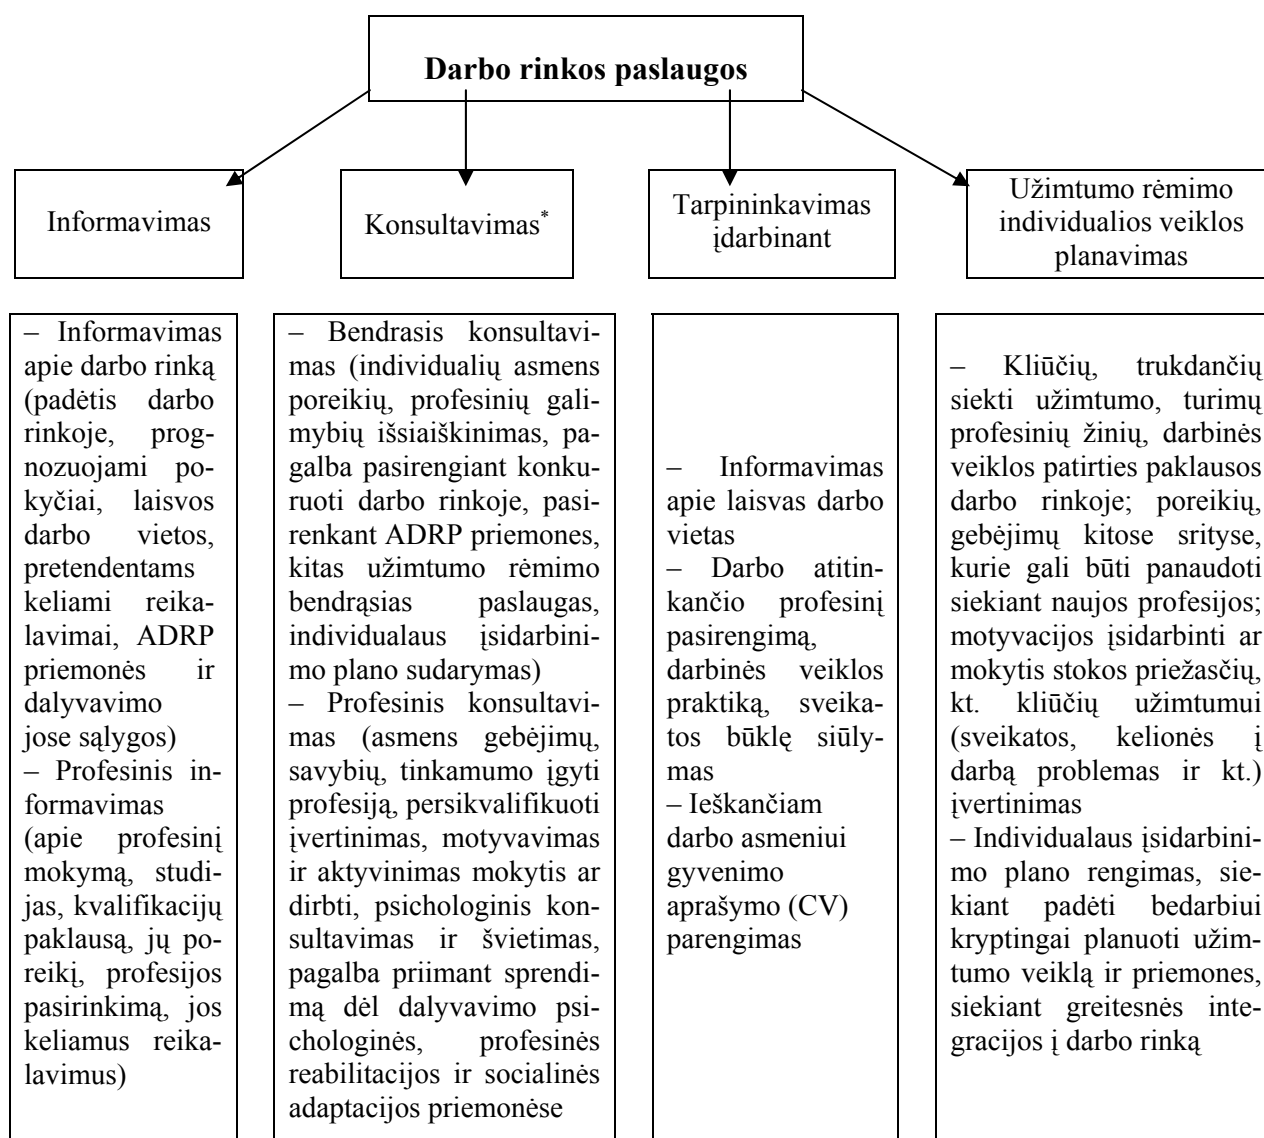 Darbo rinkos paslaugos
Informavimas
Konsultavimas*
Tarpininkavimas
įdarbinant
Užimtumo rėmimo
individualios veiklos
planavimas
– Informavimas
apie darbo rinką
(padėtis darbo
rinkoje, prog-
nozuojami po-
kyčiai, laisvos
darbo vietos,
pretendentams
keliami reika-
lavimai, ADRP
priemonės ir
dalyvavimo
jose sąlygos)
– Profesinis in-
formavimas
(apie profesinį
mokymą, studi-
jas, kvalifikacijų
paklausą, jų po-
reikį, profesijos
pasirinkimą, jos
keliamus reika-
lavimus)
– Bendrasis konsultavi-
mas (individualių asmens
poreikių, profesinių gali-
mybių išsiaiškinimas, pa-
galba pasirengiant konku-
ruoti darbo rinkoje, pasi-
renkant ADRP priemones,
kitas užimtumo rėmimo
bendrąsias paslaugas,
individualaus įsidarbini-
mo plano sudarymas)
– Profesinis konsultavi-
mas (asmens gebėjimų,
savybių, tinkamumo įgyti
profesiją, persikvalifikuoti
įvertinimas, motyvavimas
ir aktyvinimas mokytis ar
dirbti, psichologinis kon-
sultavimas ir švietimas,
pagalba priimant sprendi-
mą dėl dalyvavimo psi-
chologinės, profesinės
reabilitacijos ir socialinės
adaptacijos priemonėse
– Informavimas
apie laisvas darbo
vietas
– Darbo atitin-
kančio profesinį
pasirengimą,
darbinės veiklos
praktiką, sveika-
tos būklę siūly-
mas
– Ieškančiam
darbo asmeniui
gyvenimo
aprašymo (CV)
parengimas
– Kliūčių, trukdančių
siekti užimtumo, turimų
profesinių žinių, darbinės
veiklos patirties paklausos
darbo rinkoje; poreikių,
gebėjimų kitose srityse,
kurie gali būti panaudoti
siekiant naujos profesijos;
motyvacijos įsidarbinti ar
mokytis stokos priežasčių,
kt. kliūčių užimtumui
(sveikatos, kelionės į
darbą problemas ir kt.)
įvertinimas
– Individualaus įsidarbini-
mo plano rengimas, sie-
kiant padėti bedarbiui
kryptingai planuoti užim-
tumo veiklą ir priemones,
siekiant greitesnės inte-
gracijos į darbo rinką